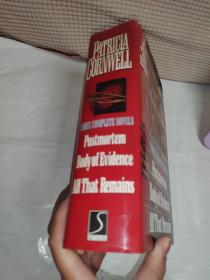 PATRICIA
CORNWELL
THREE COMPLETE NOVELS
Postmortem
Body of Evidence
All That Remains
S